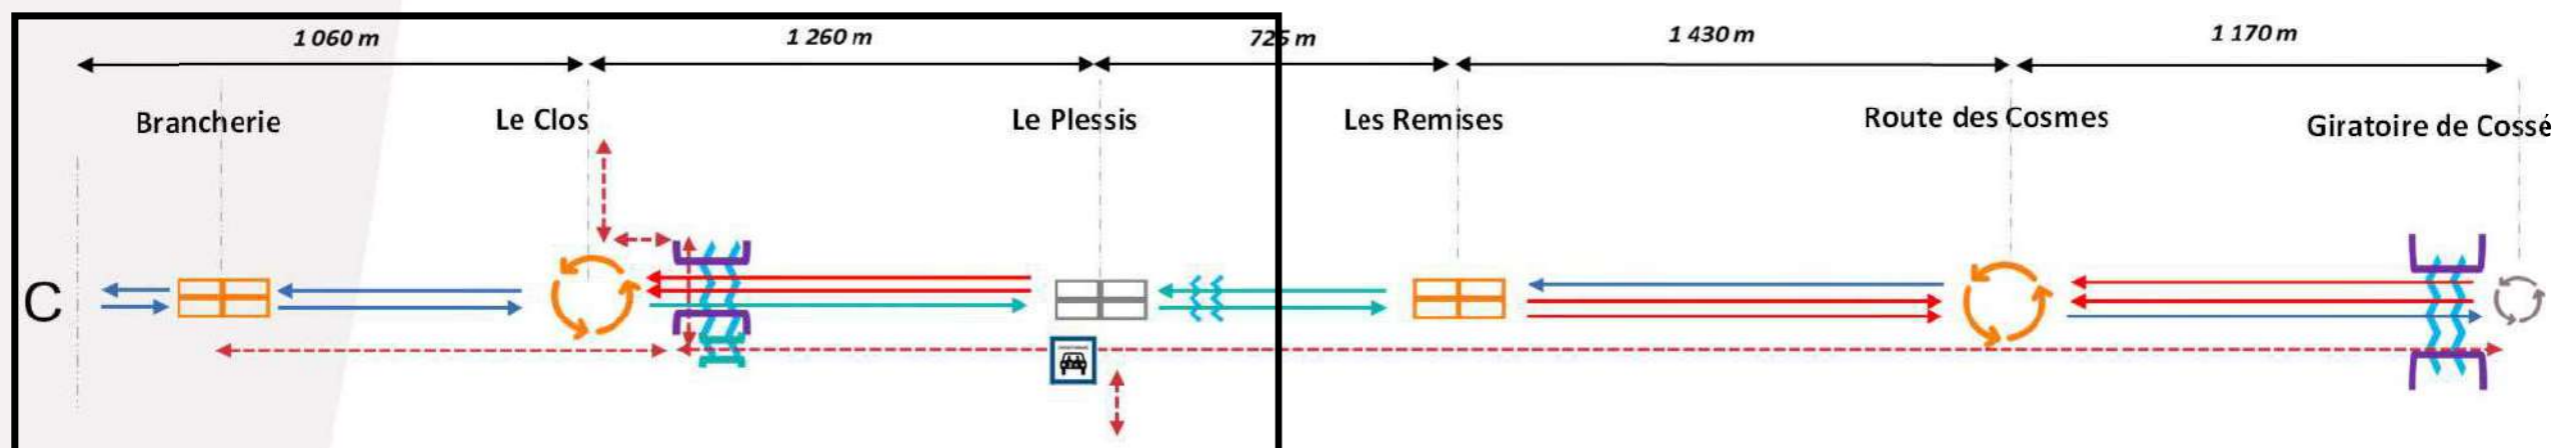 1 060 m 1 260 m 725 m 1 430 m 1 170 m
Brancherie Le Clos Le Plessis Les Remises Route des Cosmes Giratoire de Cossé
C